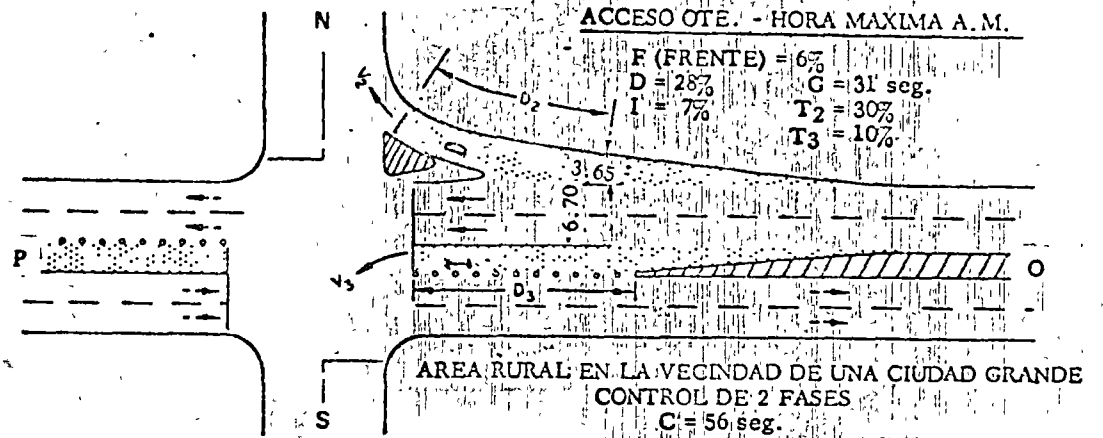 N
ACCESO OTE. - HORA MAXIMA A.M.
F (FRENTE) = 6%
D = 28% G = 31 seg.
I = 7% T2 = 30%
T3 = 10%
D2
D
3.65
6.70
P
V3
D3
O
AREA RURAL EN LA VECINDAD DE UNA CIUDAD GRANDE
CONTROL DE 2 FASES
C = 56 seg.
S